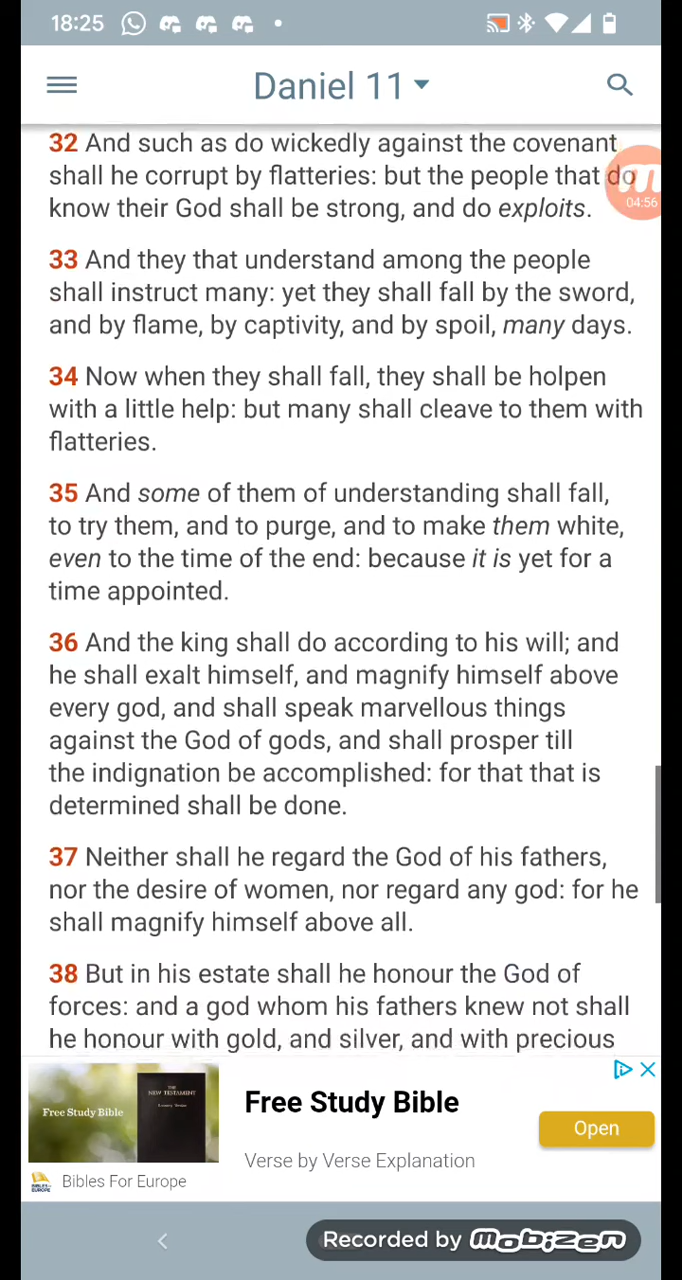 18:25
Daniel 11
32 And such as do wickedly against the covenant
shall he corrupt by flatteries: but the people that do
know their God shall be strong, and do exploits.
04:56
33 And they that understand among the people
shall instruct many: yet they shall fall by the sword,
and by flame, by captivity, and by spoil, many days.
34 Now when they shall fall, they shall be holpen
with a little help: but many shall cleave to them with
flatteries.
35 And some of them of understanding shall fall,
to try them, and to purge, and to make them white,
even to the time of the end: because it is yet for a
time appointed.
36 And the king shall do according to his will; and
he shall exalt himself, and magnify himself above
every god, and shall speak marvellous things
against the God of gods, and shall prosper till
the indignation be accomplished: for that that is
determined shall be done.
37 Neither shall he regard the God of his fathers,
nor the desire of women, nor regard any god: for he
shall magnify himself above all.
38 But in his estate shall he honour the God of
forces: and a god whom his fathers knew not shall
he honour with gold, and silver, and with precious
Free Study Bible
THE
NEW TESTAMENT
Free Study Bible
Open
Verse by Verse Explanation
Bibles For Europe
Recorded by mobizen